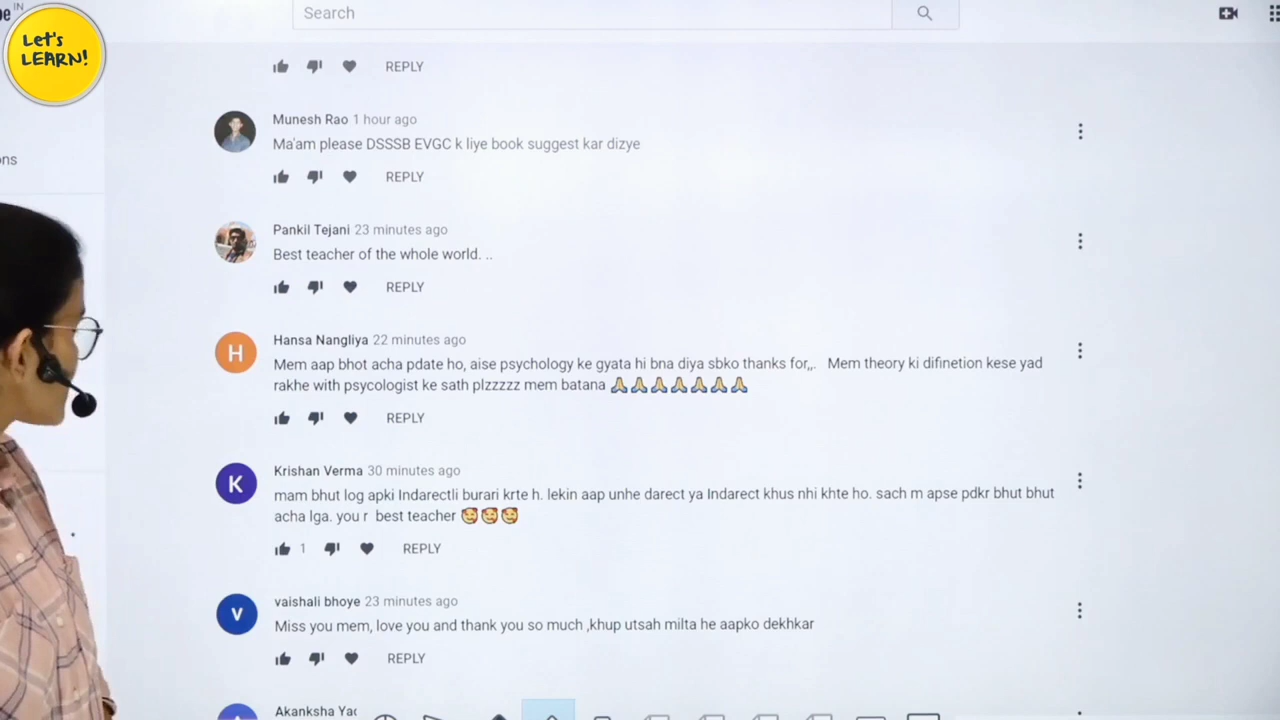 IN
Let's
LEARN!
Search
REPLY
ons
Munesh Rao 1 hour ago
Ma'am please DSSSB EVGC k liye book suggest kar dizye
REPLY
Pankil Tejani 23 minutes ago
Best teacher of the whole world. ..
REPLY
H
Hansa Nangliya 22 minutes ago
Mem aap bhot acha pdate ho, aise psychology ke gyata hi bna diya sbko thanks for,,. Mem theory ki difinetion kese yad
rakhe with psycologist ke sath plzzzzz mem batana 🙏🙏🙏🙏🙏🙏🙏
REPLY
K
Krishan Verma 30 minutes ago
mam bhut log apki Indarectli burari krte h. lekin aap unhe darect ya Indarect khus nhi khte ho. sach m apse pdkr bhut bhut
acha lga. you r best teacher 🥰🥰🥰
1 REPLY
V
vaishali bhoye 23 minutes ago
Miss you mem, love you and thank you so much ,khup utsah milta he aapko dekhkar
REPLY
Akanksha